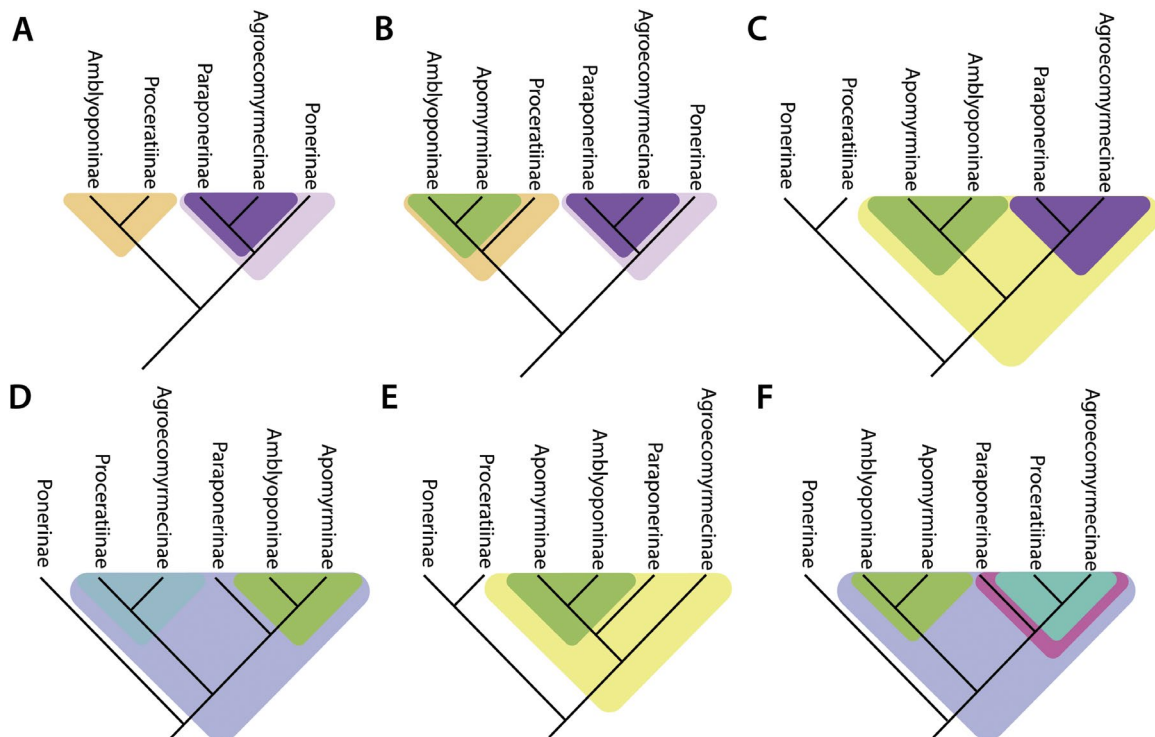 A
Amblyoponinae
Proceratiinae
Paraponerinae
Agroecomyrmecinae
Ponerinae
B
Amblyoponinae
Apomyrminae
Proceratiinae
Paraponerinae
Agroecomyrmecinae
Ponerinae
C
Ponerinae
Proceratiinae
Apomyrminae
Amblyoponinae
Paraponerinae
Agroecomyrmecinae
D
Ponerinae
Proceratiinae
Agroecomyrmecinae
Paraponerinae
Amblyoponinae
Apomyrminae
E
Ponerinae
Proceratiinae
Apomyrminae
Amblyoponinae
Paraponerinae
Agroecomyrmecinae
F
Ponerinae
Amblyoponinae
Apomyrminae
Paraponerinae
Proceratiinae
Agroecomyrmecinae